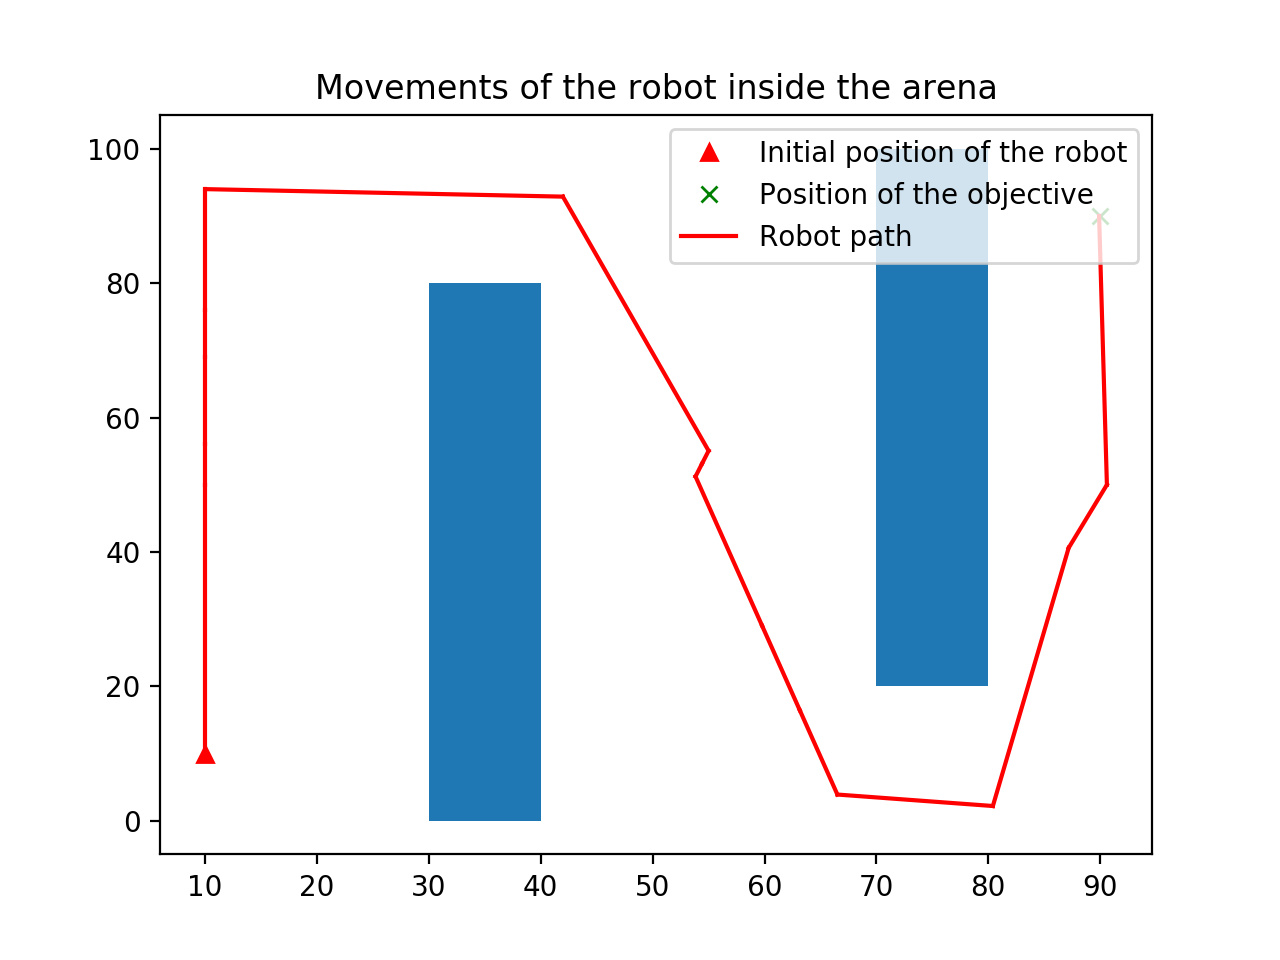 Movements of the robot inside the arena
Initial position of the robot
Position of the objective
Robot path
100
80
60
40
20
0
10 20 30 40 50 60 70 80 90